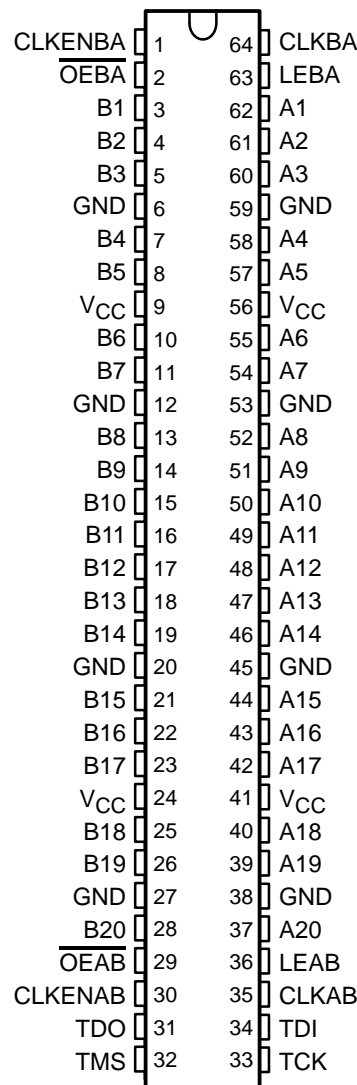 CLKENBA 1 64 CLKBA
O̅E̅B̅A̅ 2 63 LEBA
B1 3 62 A1
B2 4 61 A2
B3 5 60 A3
GND 6 59 GND
B4 7 58 A4
B5 8 57 A5
VCC 9 56 VCC
B6 10 55 A6
B7 11 54 A7
GND 12 53 GND
B8 13 52 A8
B9 14 51 A9
B10 15 50 A10
B11 16 49 A11
B12 17 48 A12
B13 18 47 A13
B14 19 46 A14
GND 20 45 GND
B15 21 44 A15
B16 22 43 A16
B17 23 42 A17
VCC 24 41 VCC
B18 25 40 A18
B19 26 39 A19
GND 27 38 GND
B20 28 37 A20
O̅E̅A̅B̅ 29 36 LEAB
CLKENAB 30 35 CLKAB
TDO 31 34 TDI
TMS 32 33 TCK